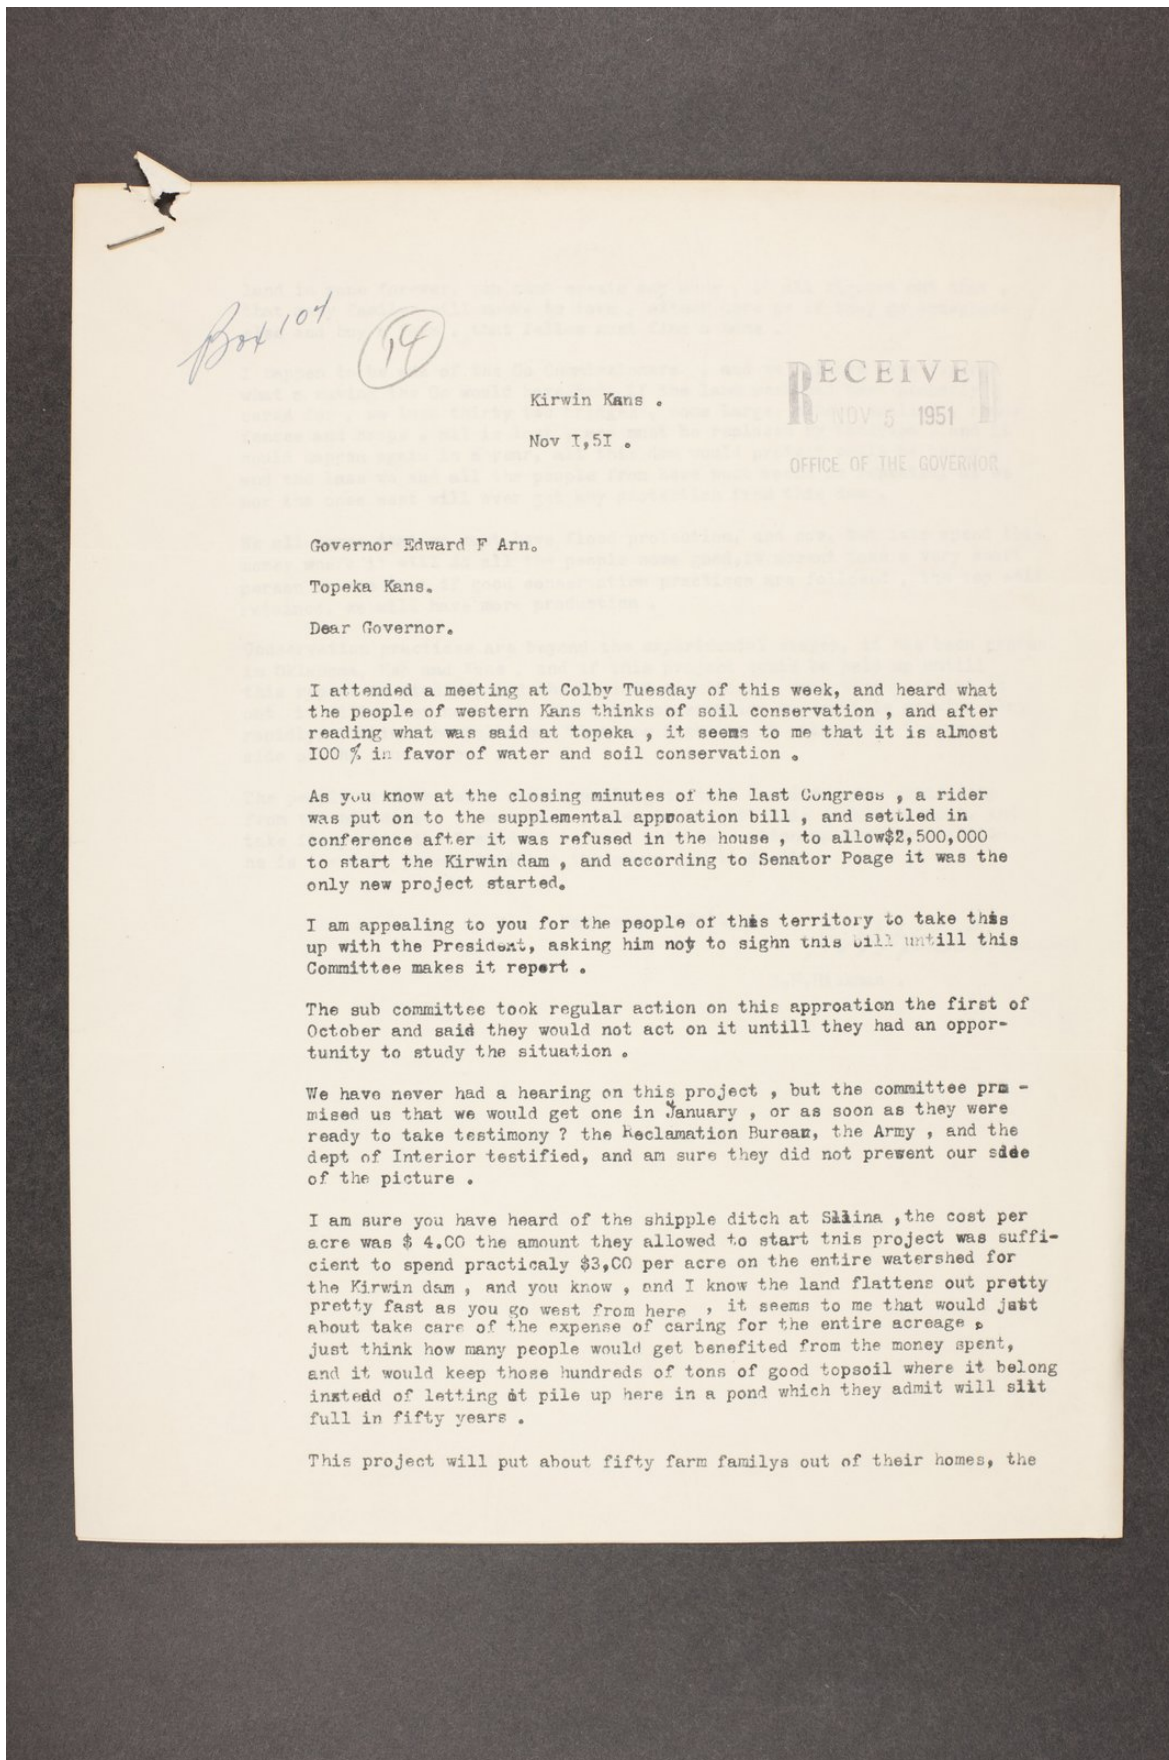 Box 104
14
RECEIVED
NOV 5 1951
OFFICE OF THE GOVERNOR
Kirwin Kans .
Nov I,5I .
Governor Edward F Arn.
Topeka Kans.
Dear Governor.
I attended a meeting at Colby Tuesday of this week, and heard what
the people of western Kans thinks of soil conservation , and after
reading what was said at topeka , it seems to me that it is almost
I00 % in favor of water and soil conservation .
As you know at the closing minutes of the last Congress , a rider
was put on to the supplemental approation bill , and settled in
conference after it was refused in the house , to allow$2,500,000
to start the Kirwin dam , and according to Senator Poage it was the
only new project started.
I am appealing to you for the people of this territory to take this
up with the President, asking him not to sighn this bill untill this
Committee makes it report .
The sub committee took regular action on this approation the first of
October and said they would not act on it untill they had an oppor-
tunity to study the situation .
We have never had a hearing on this project , but the committee pro -
mised us that we would get one in January , or as soon as they were
ready to take testimony ? the Reclamation Bureau, the Army , and the
dept of Interior testified, and am sure they did not present our side
of the picture .
I am sure you have heard of the shipple ditch at Salina ,the cost per
acre was $ 4.00 the amount they allowed to start this project was suffi-
cient to spend practicaly $3,00 per acre on the entire watershed for
the Kirwin dam , and you know , and I know the land flattens out pretty
pretty fast as you go west from here , it seems to me that would just
about take care of the expense of caring for the entire acreage ,
just think how many people would get benefited from the money spent,
and it would keep those hundreds of tons of good topsoil where it belong
instead of letting it pile up here in a pond which they admit will slit
full in fifty years .
This project will put about fifty farm familys out of their homes, the